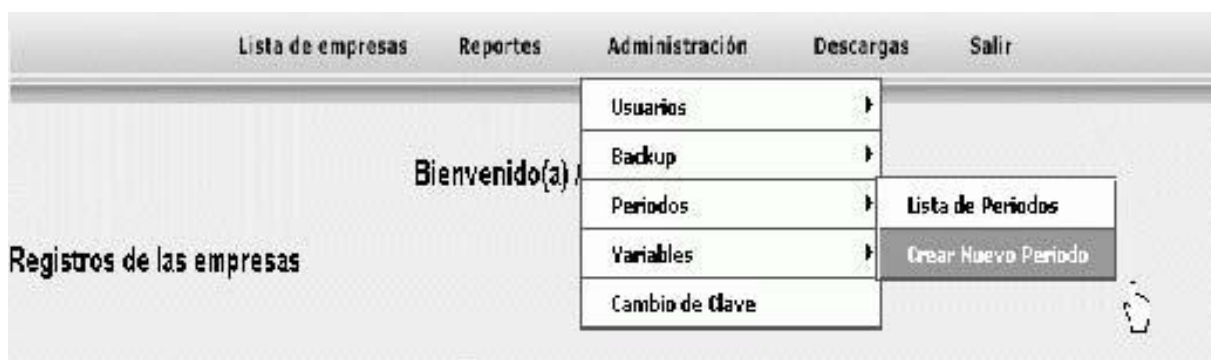 Lista de empresas Reportes Administración Descargas Salir
Usuarios
Backup
Bienvenido(a)
Periodos
Lista de Periodos
Registros de las empresas
Variables
Crear Nuevo Periodo
Cambio de Clave